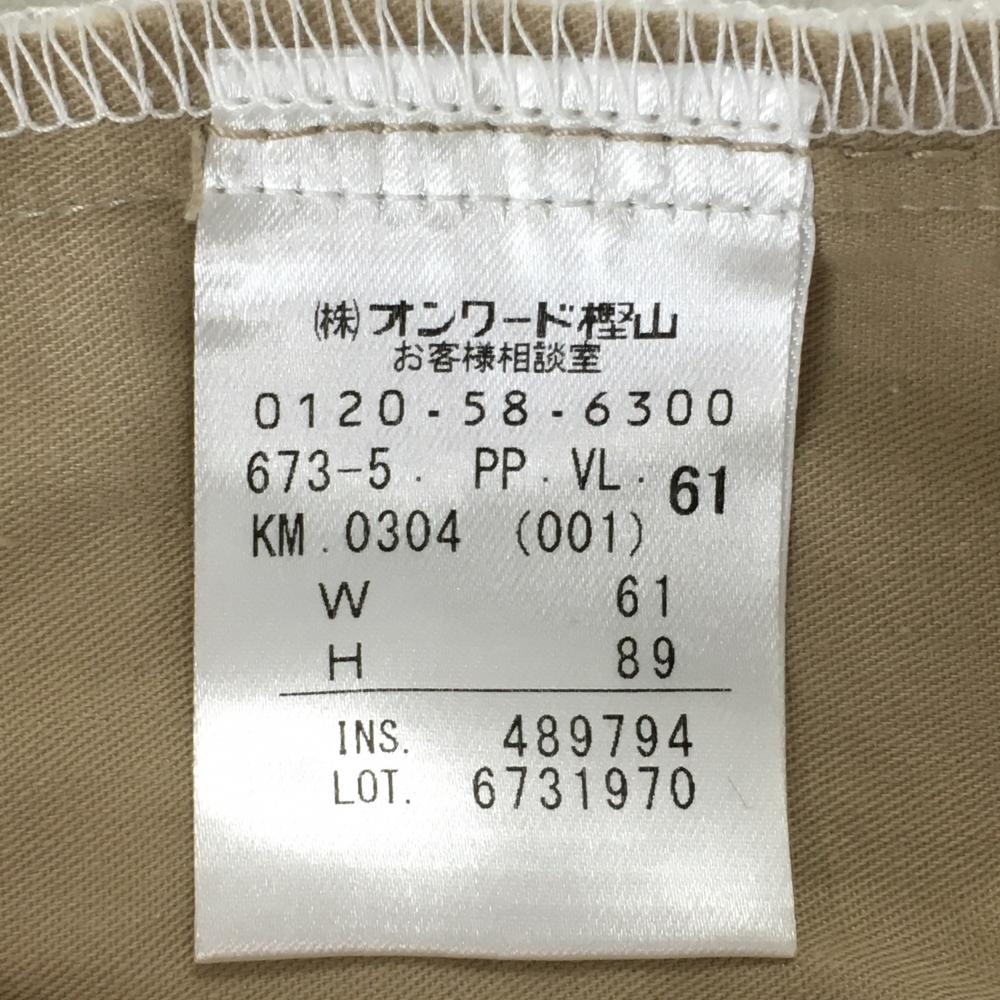 ㈱オンワード樫山
お客様相談室
0120-58-6300
673-5. PP. VL. 61
KM.0304 (001)
W 61
H 89
INS. 489794
LOT. 6731970